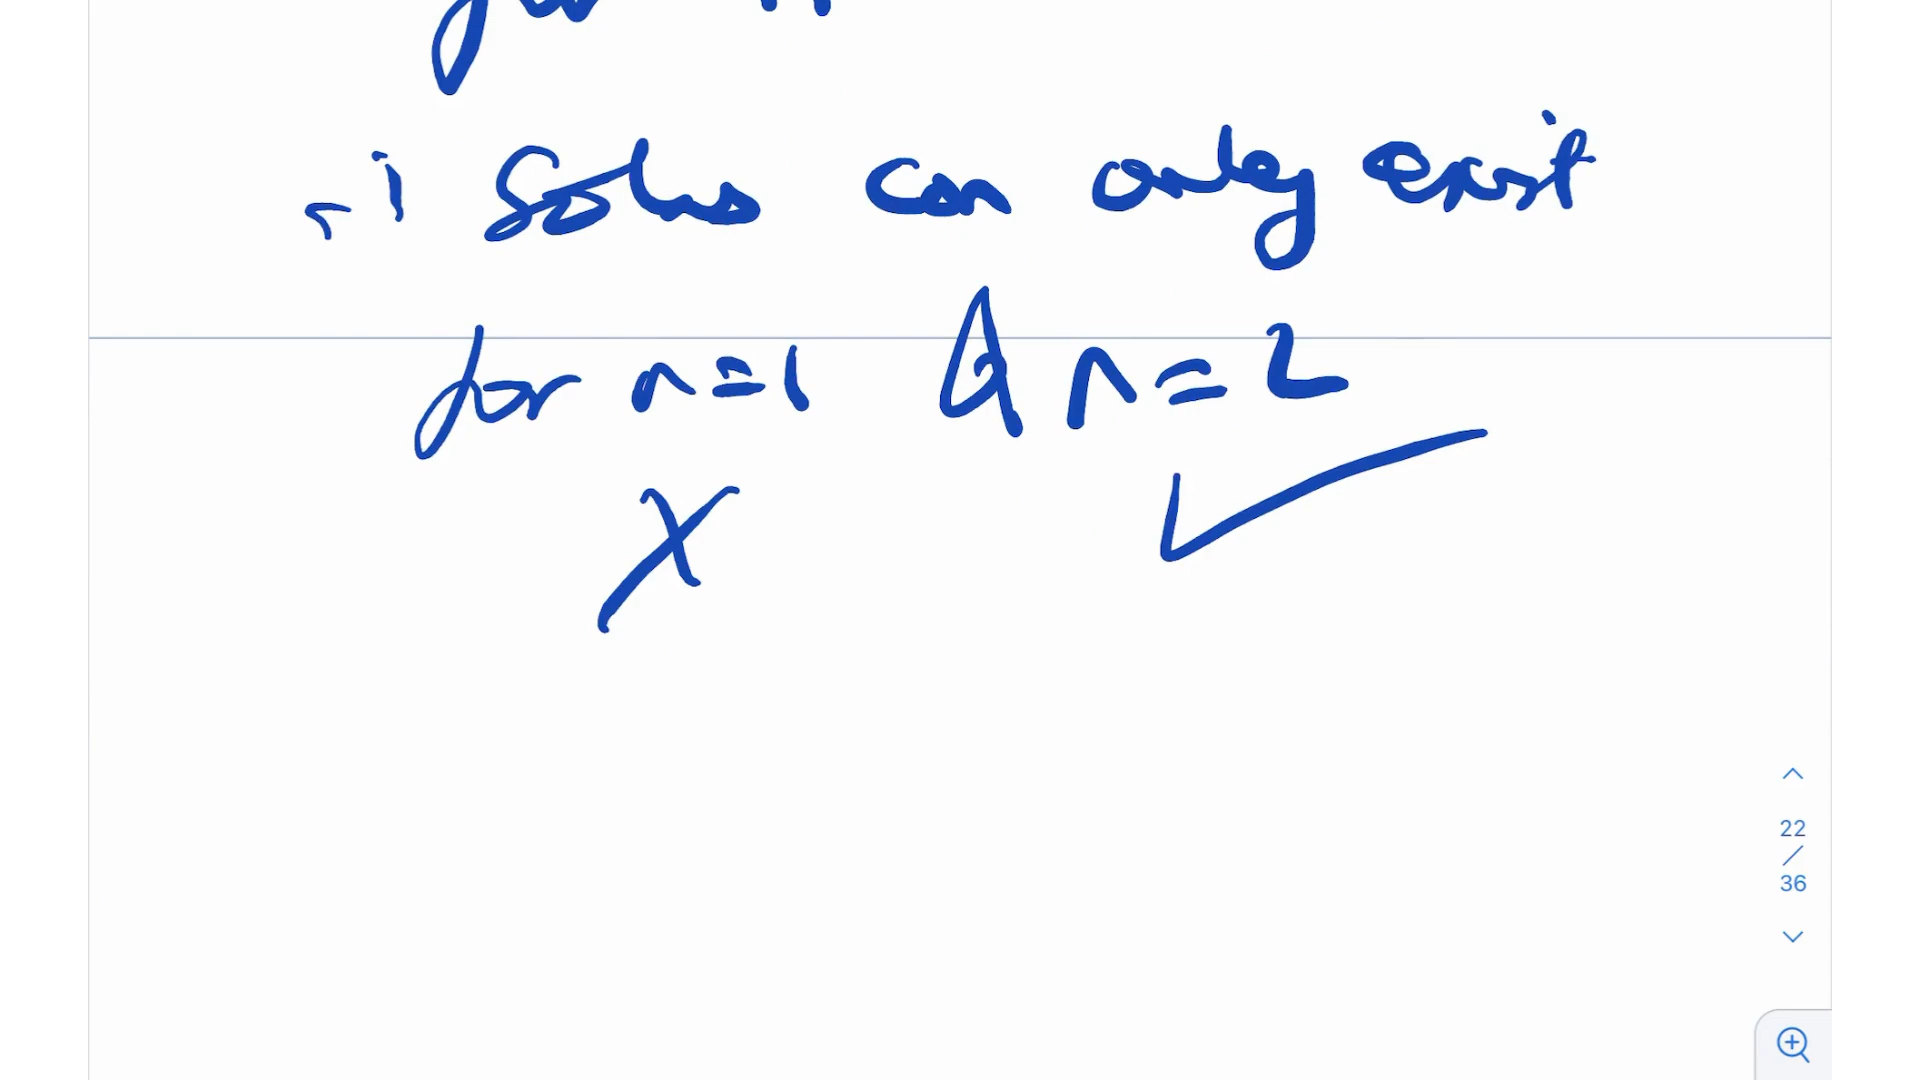 solns can only exist
for n=1 & n=2
22
/
36